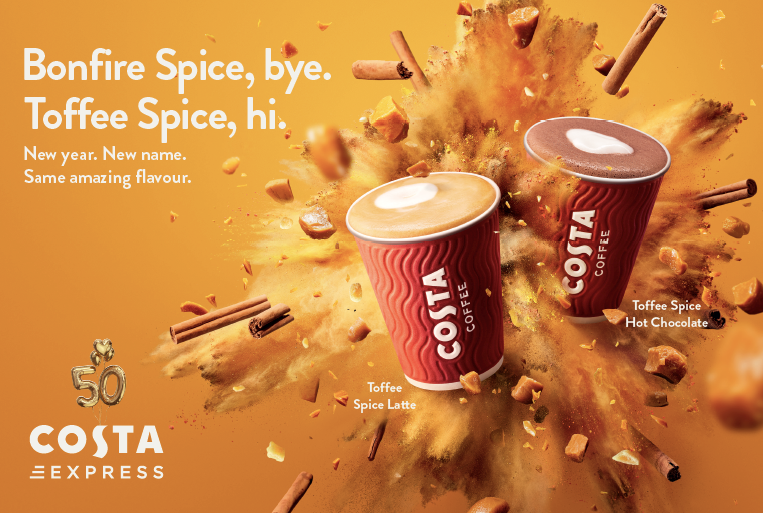 Bonfire Spice, bye.
Toffee Spice, hi.
New year. New name.
Same amazing flavour.
COSTA
COFFEE
COSTA
COFFEE
Toffee Spice
Hot Chocolate
Toffee
Spice Latte
50
COSTA
EXPRESS